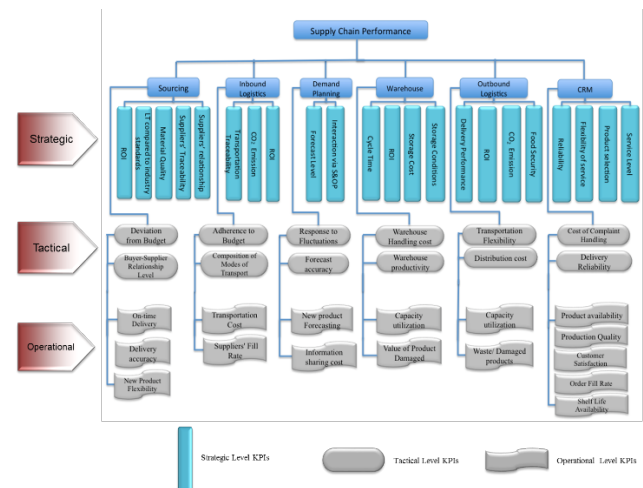 Supply Chain Performance
Sourcing
Inbound
Logistics
Demand
Planning
Warehouse
Outbound
Logistics
CRM
Strategic
ROI
LT compared to industry
standards
Material Quality
Suppliers' Traceability
Suppliers' relationship
Transportation
Traceability
CO2 Emission
ROI
Forecast Level
Interaction via S&OP
Cycle Time
ROI
Storage Cost
Storage Conditions
Delivery Performance
ROI
CO2 Emission
Food Security
Reliability
Flexibility of service
Product selection
Service Level
Tactical
Deviation
from Budget
Adherence to
Budget
Response to
Fluctuations
Warehouse
Handling cost
Transportation
Flexibility
Cost of Complaint
Handling
Buyer-Supplier
Relationship
Level
Composition of
Modes of
Transport
Forecast
accuracy
Warehouse
productivity
Distribution cost
Delivery
Reliability
Operational
On-time
Delivery
Transportation
Cost
New product
Forecasting
Capacity
utilization
Capacity
utilization
Product availability
Production Quality
Delivery
accuracy
Suppliers' Fill
Rate
Information
sharing cost
Value of Product
Damaged
Waste/ Damaged
products
Customer
Satisfaction
New Product
Flexibility
Order Fill Rate
Shelf Life
Availability
Strategic Level KPIs
Tactical Level KPIs
Operational Level KPIs